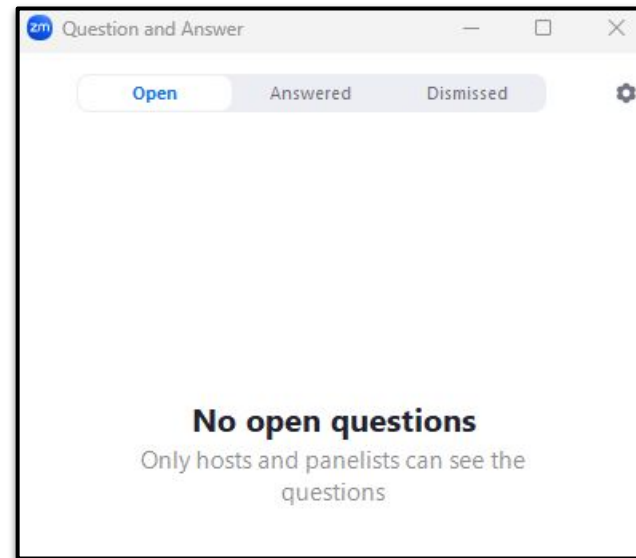 zm Question and Answer
Open Answered Dismissed
No open questions
Only hosts and panelists can see the
questions